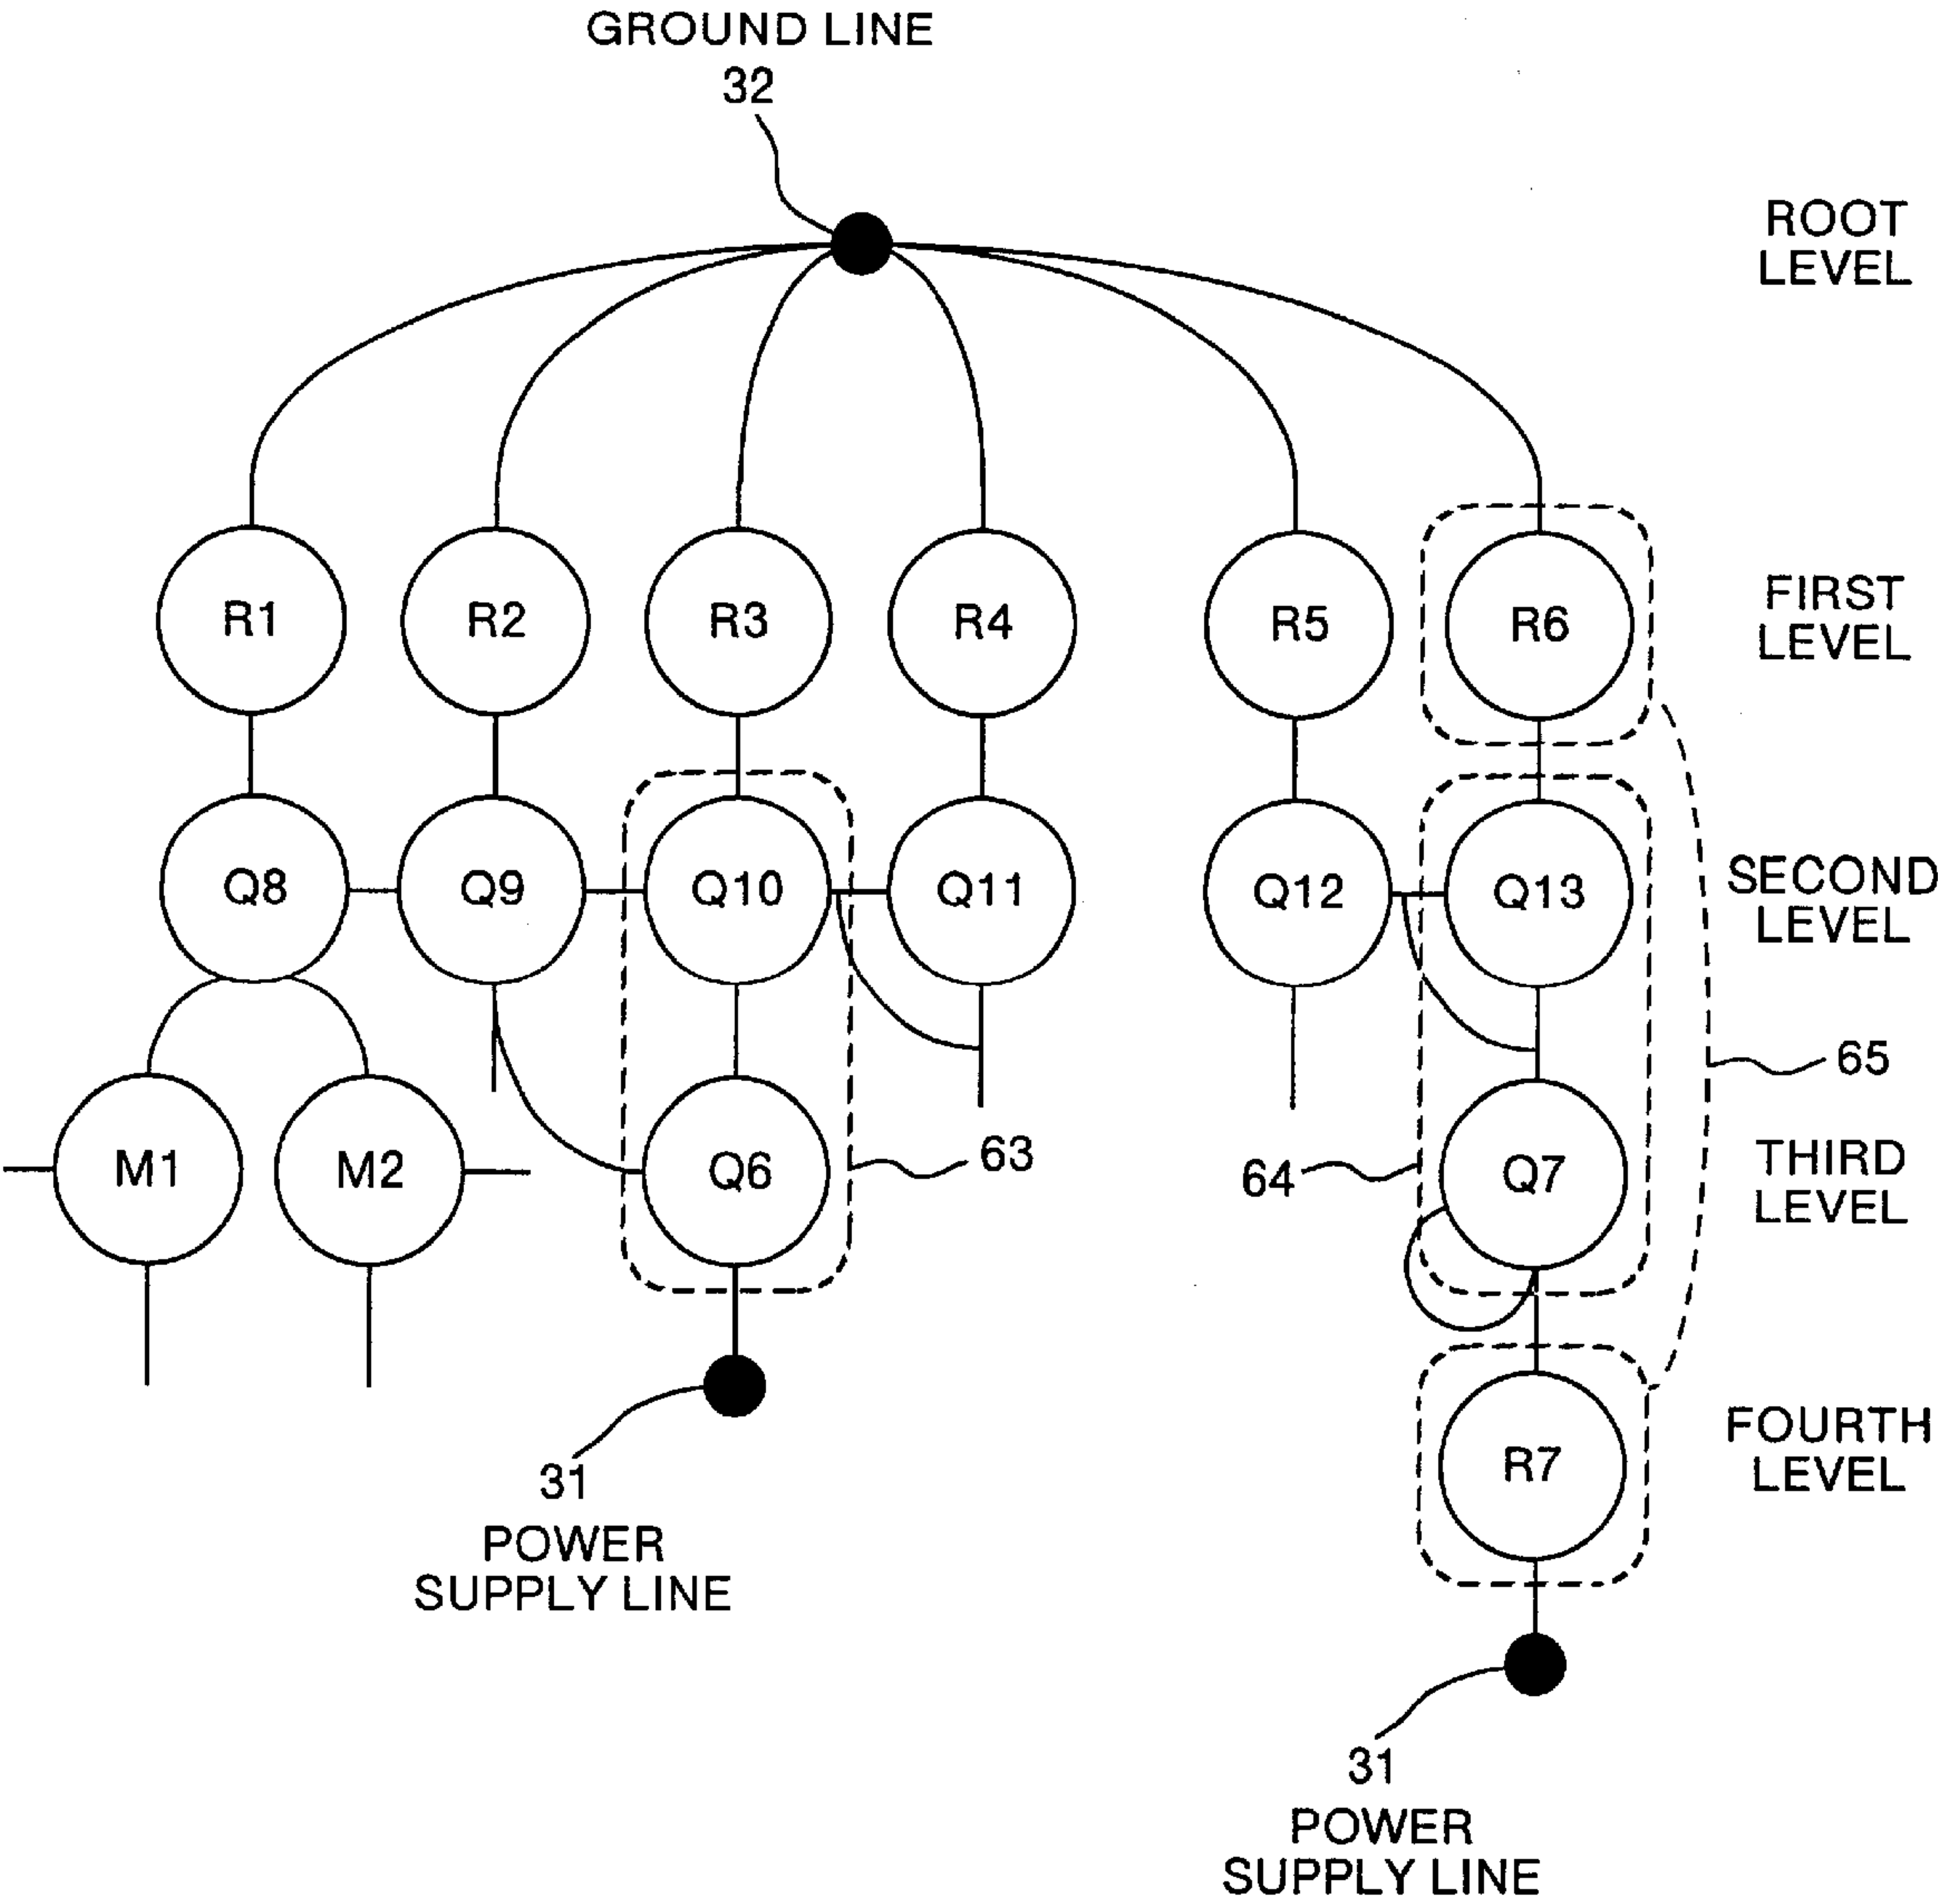 GROUND LINE
32
ROOT
LEVEL
R1 R2 R3 R4 R5 R6
FIRST
LEVEL
Q8 Q9 Q10 Q11 Q12 Q13
SECOND
LEVEL
65
M1 M2 Q6 63 64 Q7
THIRD
LEVEL
R7
FOURTH
LEVEL
31
POWER
SUPPLY LINE
31
POWER
SUPPLY LINE